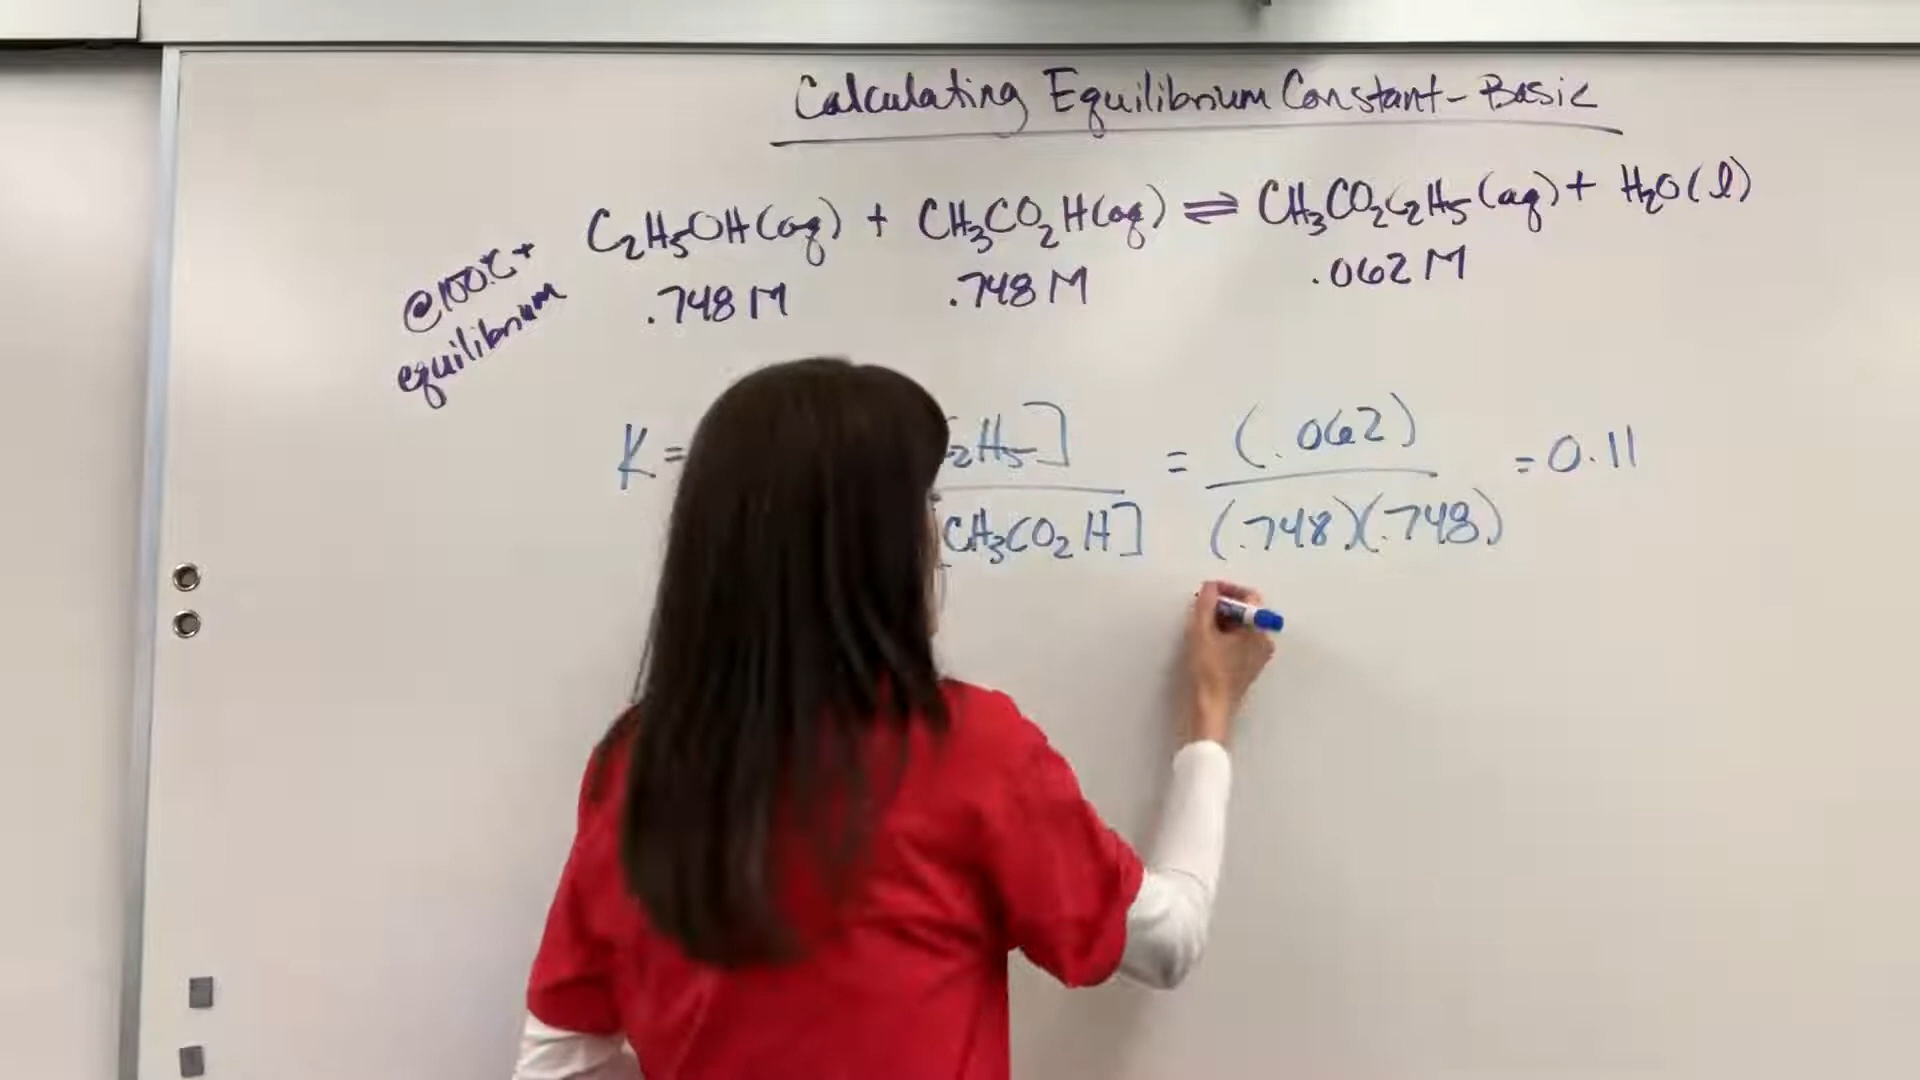 Calculating Equilibrium Constant - Basic
C₂H₅OH(aq) + CH₃CO₂H(aq) ⇌ CH₃CO₂C₂H₅(aq) + H₂O(l)
@100℃ +
equilibrium
.748 M .748 M .062 M
K = ₂H₅] = (.062) = 0.11
CH₃CO₂H] (.748)(.748)